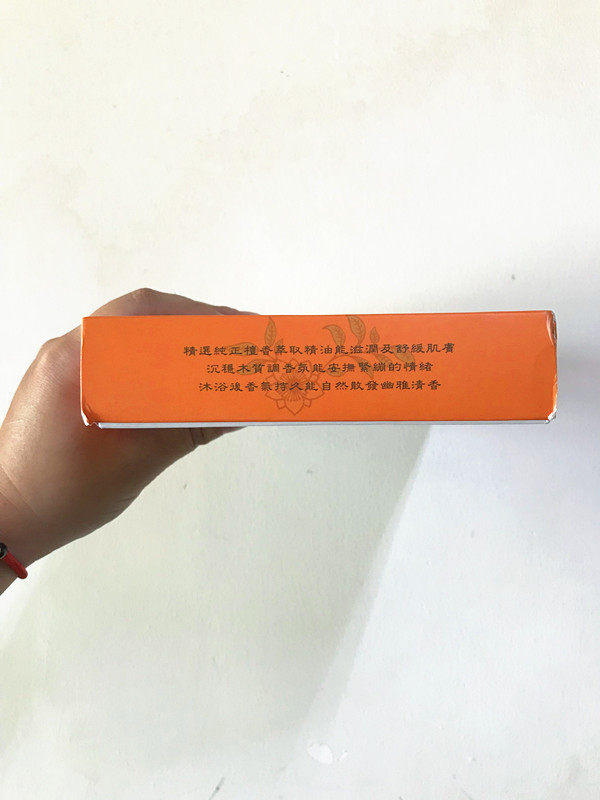 精選純正檀香萃取精油能滋潤及舒緩肌膚
沉穩木質調香氛能安撫緊繃的情緒
沐浴後香氣持久能自然散發幽雅清香